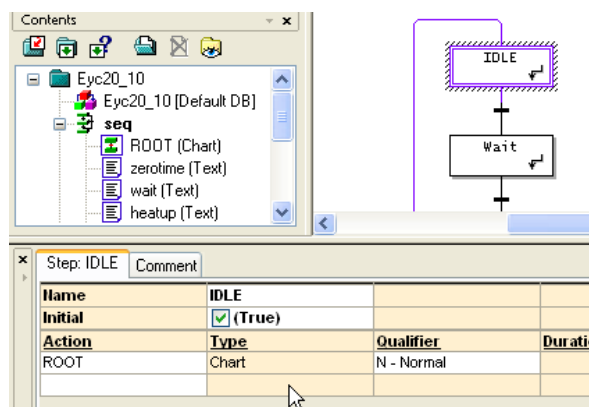 Contents
Eyc20_10
Eyc20_10 [Default DB]
seq
ROOT (Chart)
zerotime (Text)
wait (Text)
heatup (Text)
IDLE
Wait
Step: IDLE Comment
Name IDLE
Initial (True)
Action Type Qualifier Durati
ROOT Chart N - Normal